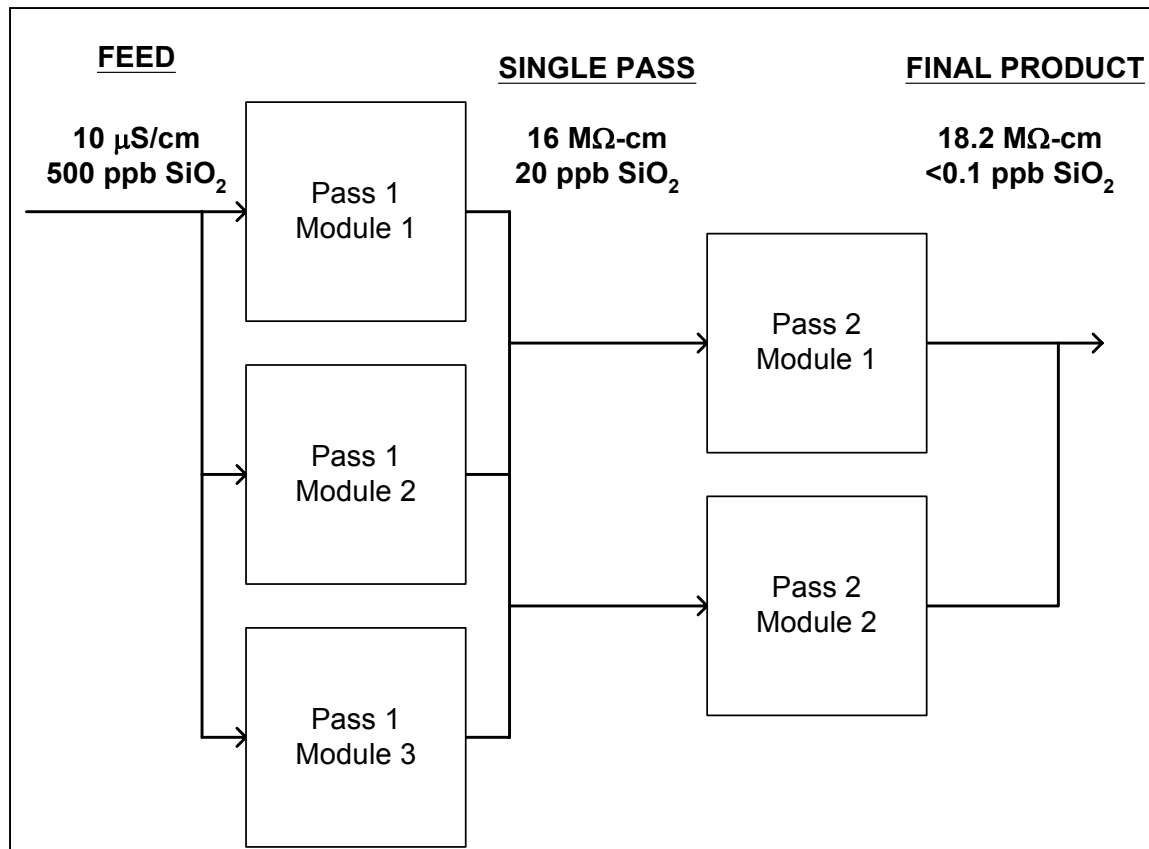 FEED
10 μS/cm
500 ppb SiO₂
SINGLE PASS
16 MΩ-cm
20 ppb SiO₂
FINAL PRODUCT
18.2 MΩ-cm
<0.1 ppb SiO₂
Pass 1
Module 1
Pass 1
Module 2
Pass 1
Module 3
Pass 2
Module 1
Pass 2
Module 2